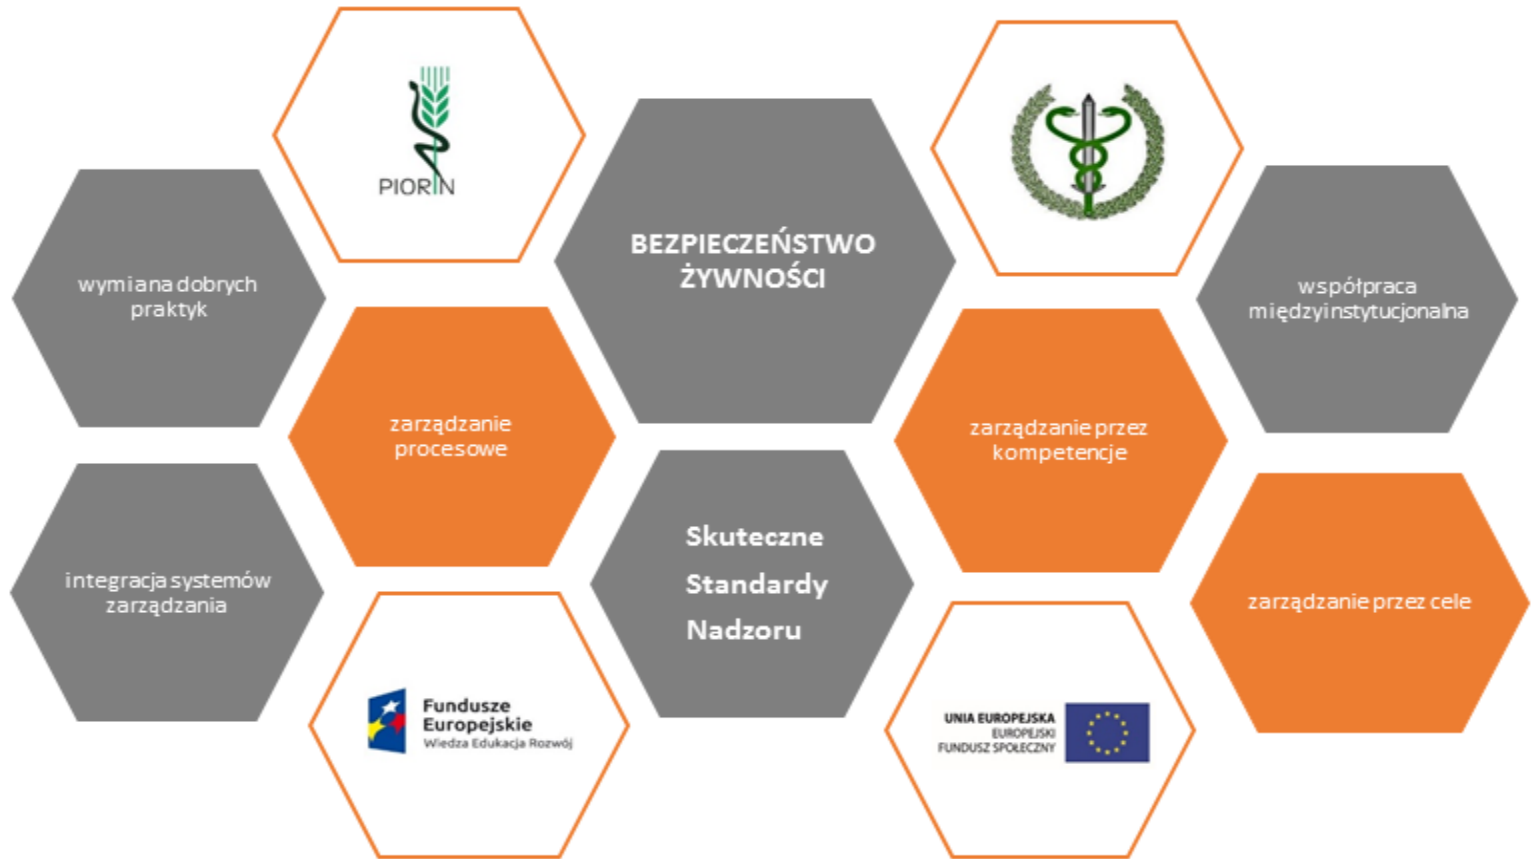 PIORIN
BEZPIECZEŃSTWO
ŻYWNOŚCI
wymiana dobrych
praktyk
współpraca
międzyinstytucjonalna
zarządzanie
procesowe
zarządzanie przez
kompetencje
Skuteczne
Standardy
Nadzoru
integracja systemów
zarządzania
zarządzanie przez cele
Fundusze
Europejskie
Wiedza Edukacja Rozwój
UNIA EUROPEJSKA
EUROPEJSKI
FUNDUSZ SPOŁECZNY